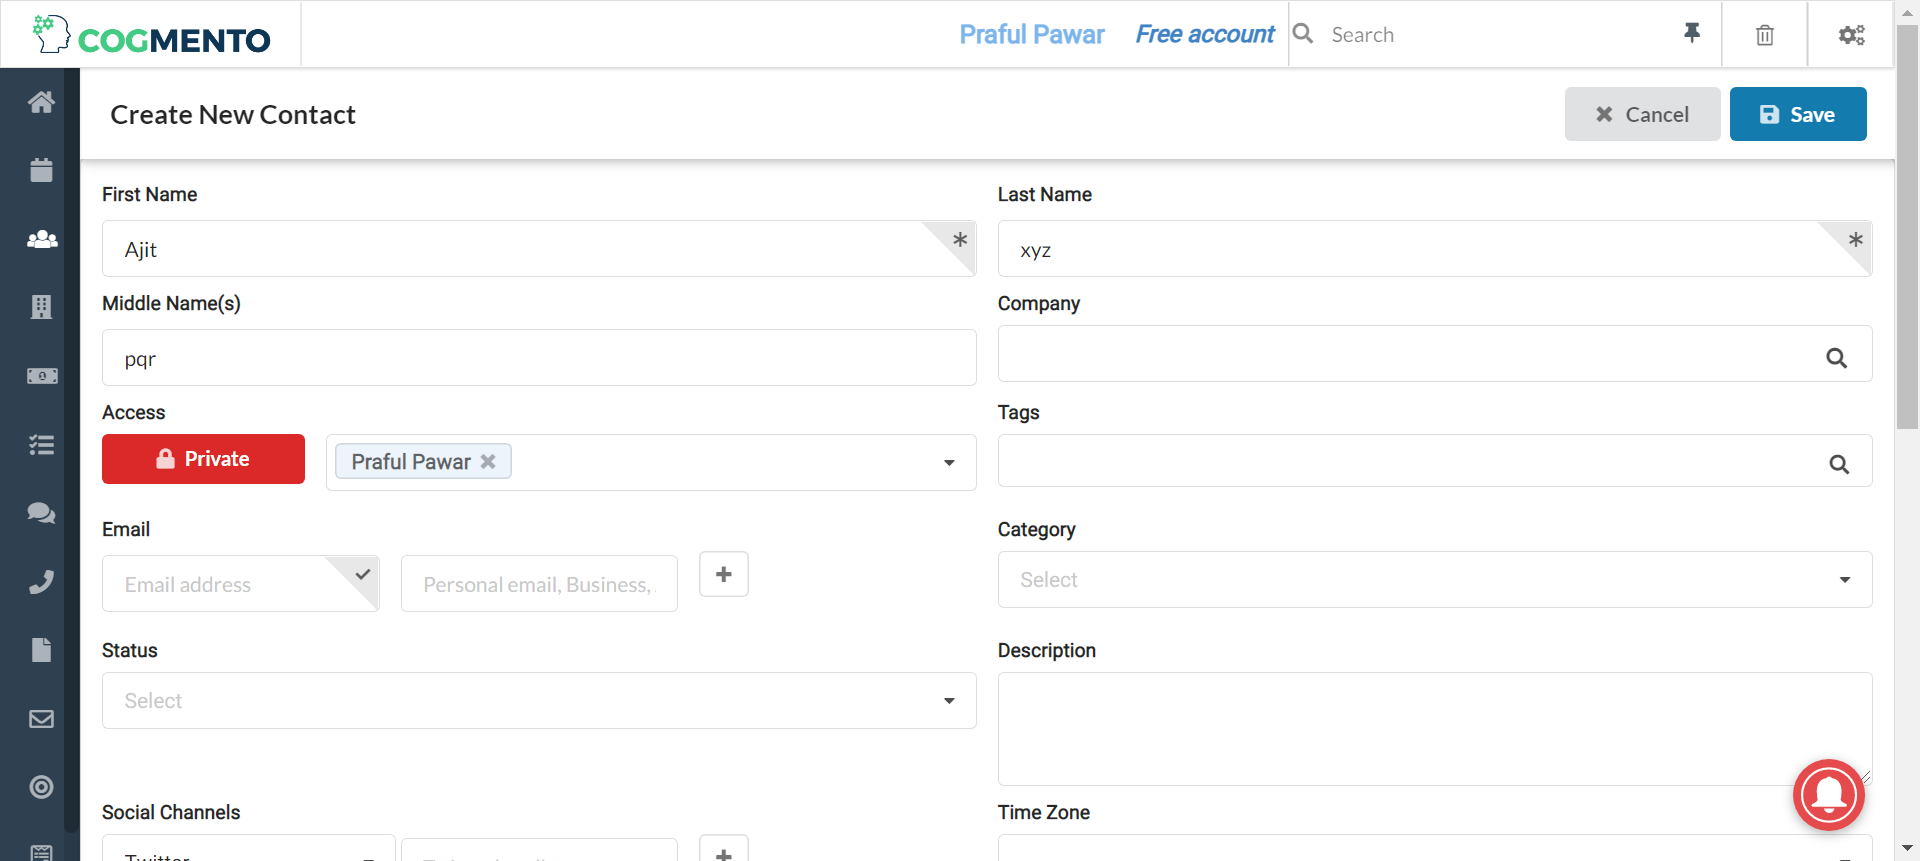 COGMENTO
Praful Pawar Free account Search
Create New Contact
Cancel Save
First Name Last Name
Ajit * xyz *
Middle Name(s) Company
pqr
Access Tags
Private Praful Pawar
Email Category
Email address Personal email, Business, Select
Status Description
Select
Social Channels Time Zone
Twitter